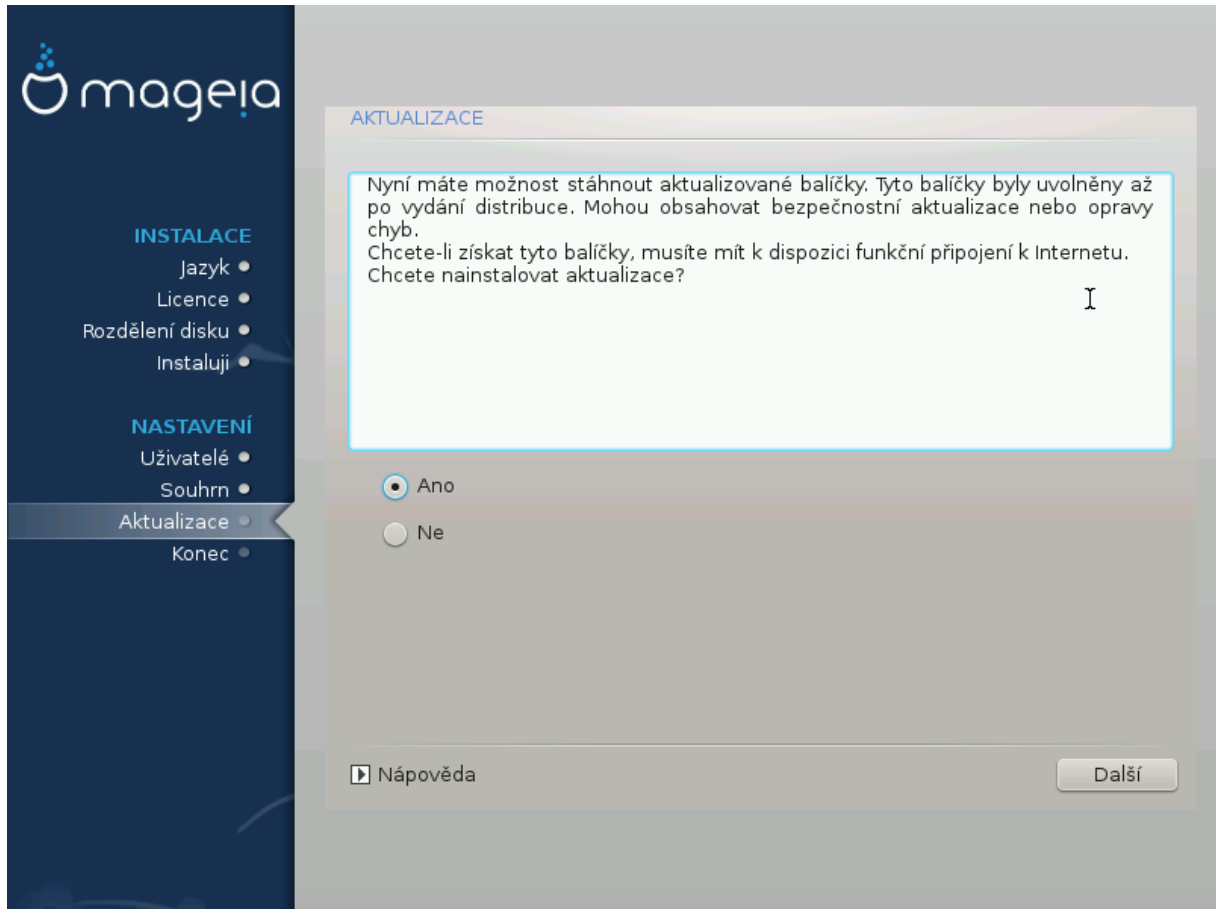 mageia
INSTALACE
Jazyk
Licence
Rozdělení disku
Instaluji
NASTAVENÍ
Uživatelé
Souhrn
Aktualizace
Konec
AKTUALIZACE
Nyní máte možnost stáhnout aktualizované balíčky. Tyto balíčky byly uvolněny až
po vydání distribuce. Mohou obsahovat bezpečnostní aktualizace nebo opravy
chyb.
Chcete-li získat tyto balíčky, musíte mít k dispozici funkční připojení k Internetu.
Chcete nainstalovat aktualizace?
Ano
Ne
Nápověda
Další